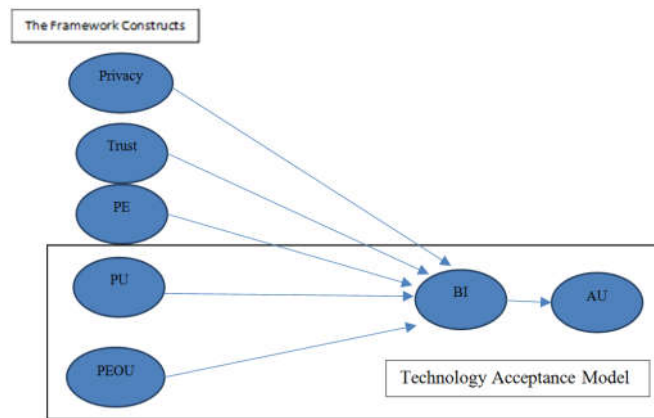 The Framework Constructs
Privacy
Trust
PE
PU
BI
AU
PEOU
Technology Acceptance Model